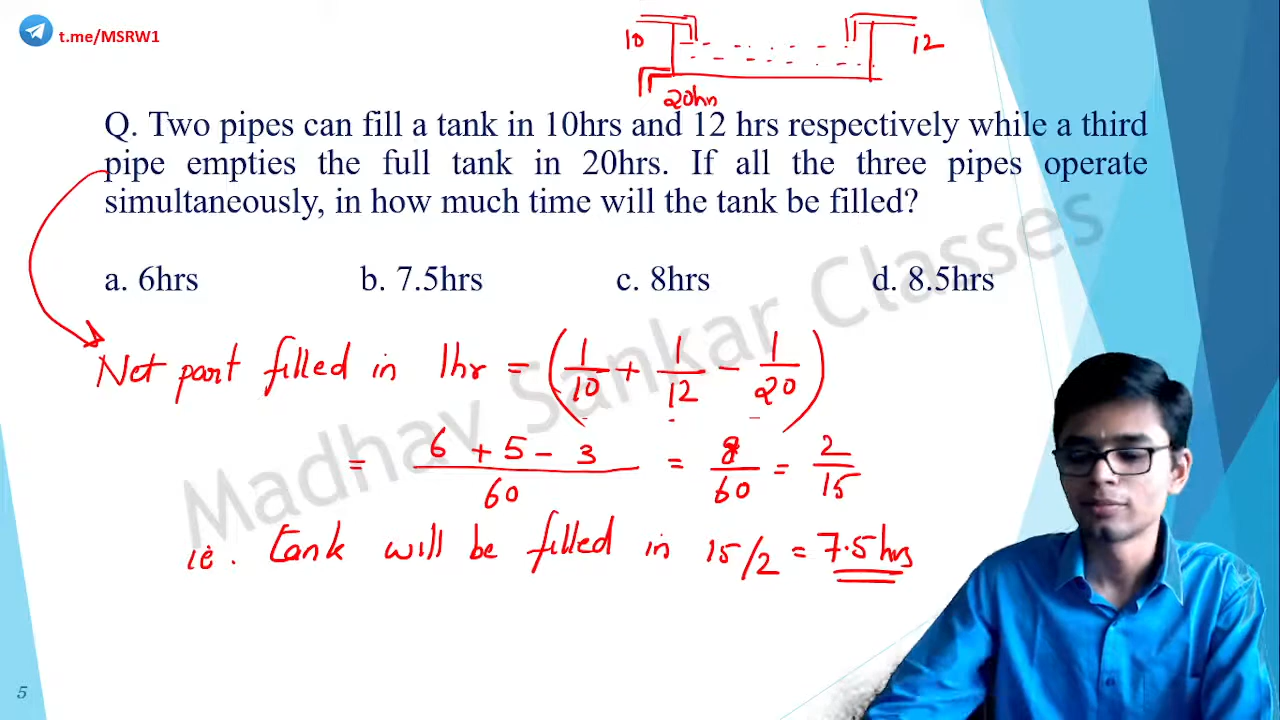 t.me/MSRW1
10
12
20hrs
Q. Two pipes can fill a tank in 10hrs and 12 hrs respectively while a third
pipe empties the full tank in 20hrs. If all the three pipes operate
simultaneously, in how much time will the tank be filled?
a. 6hrs b. 7.5hrs c. 8hrs d. 8.5hrs
Net part filled in 1hr = (1/10 + 1/12 - 1/20)
= 6 + 5 - 3 / 60 = 8/60 = 2/15
ie. tank will be filled in 15/2 = 7.5 hrs
Madhav Sankar Classes
5